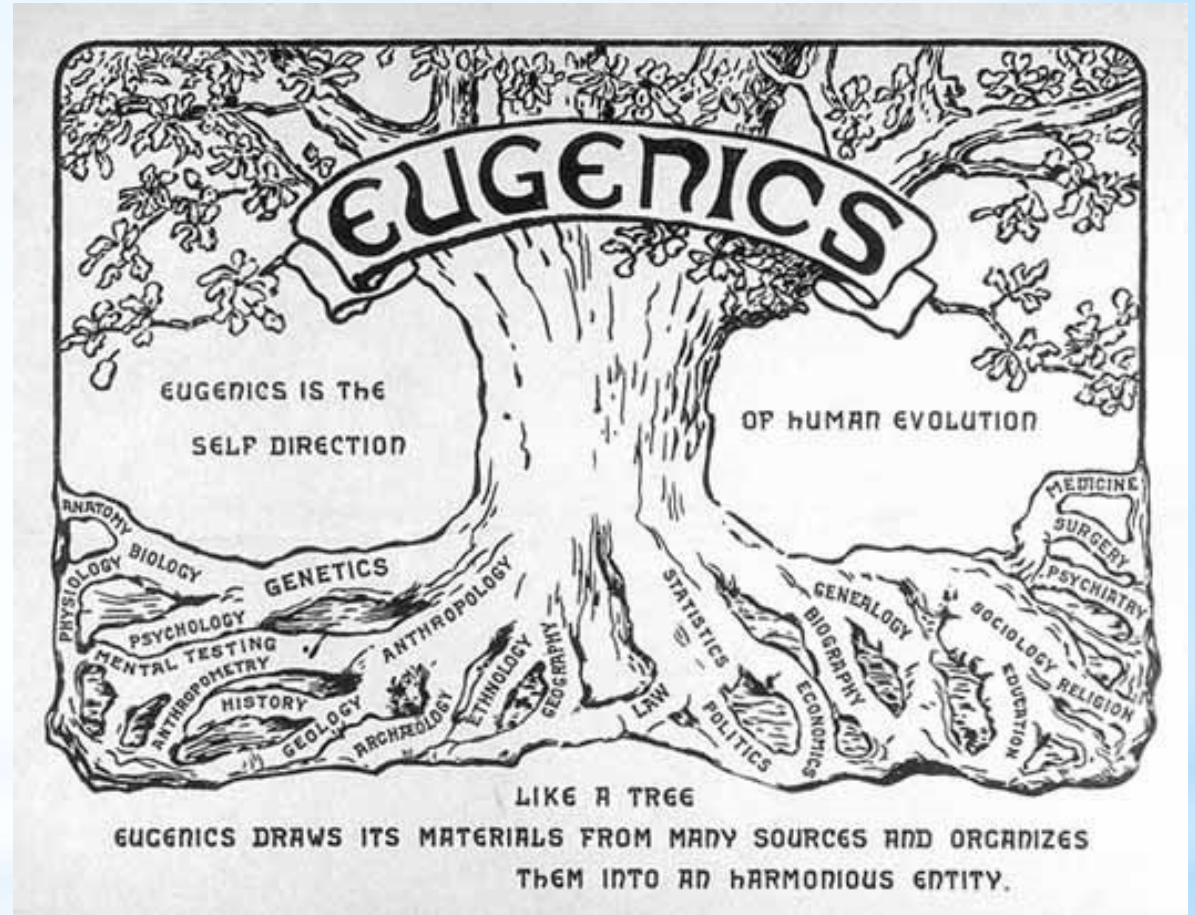 EUGENICS
EUGENICS IS THE
SELF DIRECTION
OF HUMAN EVOLUTION
ANATOMY
BIOLOGY
PHYSIOLOGY
GENETICS
PSYCHOLOGY
MENTAL TESTING
ANTHROPOMETRY
HISTORY
GEOLOGY
ANTHROPOLOGY
ARCHÆOLOGY
ETHNOLOGY
GEOGRAPHY
LAW
STATISTICS
POLITICS
ECONOMICS
BIOGRAPHY
GENEALOGY
SOCIOLOGY
EDUCATION
RELIGION
PSYCHIATRY
SURGERY
MEDICINE
LIKE A TREE
EUGENICS DRAWS ITS MATERIALS FROM MANY SOURCES AND ORGANIZES
THEM INTO AN HARMONIOUS ENTITY.